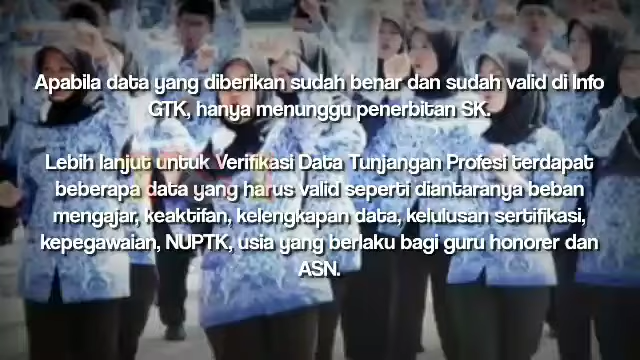 Apabila data yang diberikan sudah benar dan sudah valid di Info
GTK, hanya menunggu penerbitan SK.
Lebih lanjut untuk Verifikasi Data Tunjangan Profesi terdapat
beberapa data yang harus valid seperti diantaranya beban
mengajar, keaktifan, kelengkapan data, kelulusan sertifikasi,
kepegawaian, NUPTK, usia yang berlaku bagi guru honorer dan
ASN.